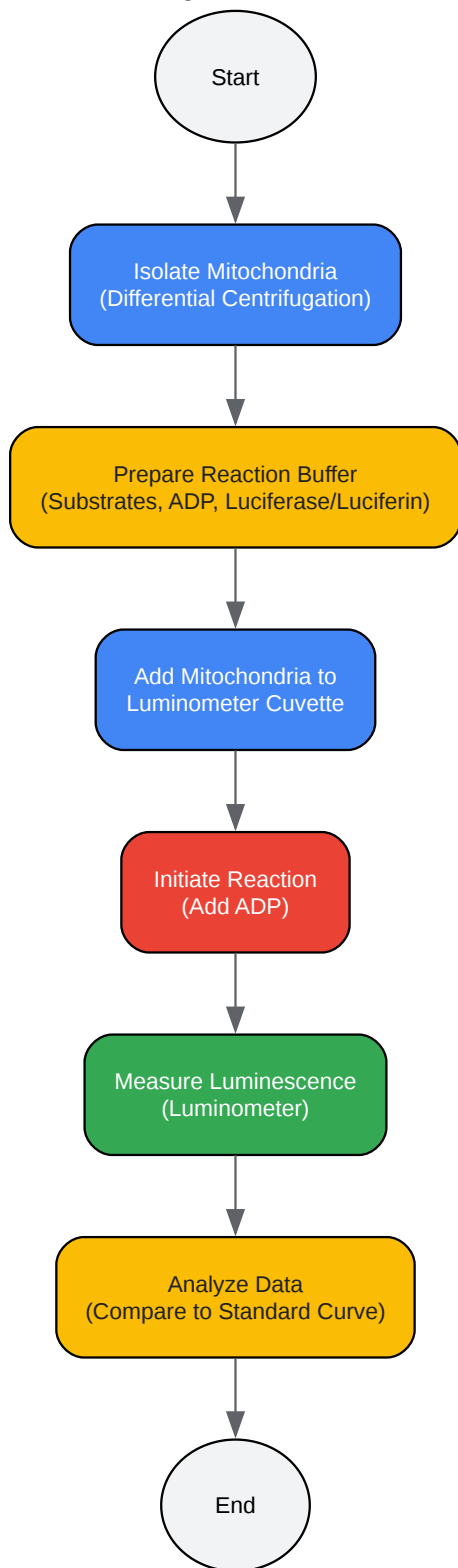 Start
Isolate Mitochondria
(Differential Centrifugation)
Prepare Reaction Buffer
(Substrates, ADP, Luciferase/Luciferin)
Add Mitochondria to
Luminometer Cuvette
Initiate Reaction
(Add ADP)
Measure Luminescence
(Luminometer)
Analyze Data
(Compare to Standard Curve)
End